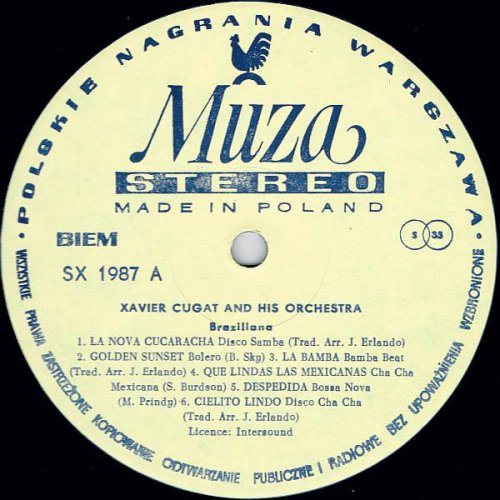 · POLSKIE NAGRANIA WARSZAWA ·
Muza
STEREO
MADE IN POLAND
BIEM
S 33
SX 1987 A
XAVIER CUGAT AND HIS ORCHESTRA
Braziliana
1. LA NOVA CUCARACHA Disco Samba (Trad. Arr. J. Erlando)
2. GOLDEN SUNSET Bolero (B. Sky) 3. LA BAMBA Bamba Beat
(Trad. Arr. J. Erlando) 4. QUE LINDAS LAS MEXICANAS Cha Cha
Mexicana (S. Burdson) 5. DESPEDIDA Bossa Nova
(M. Prindy) 6. CIELITO LINDO Disco Cha Cha
(Trad. Arr. J. Erlando)
Licence: Intersound
WSZYSTKIE PRAWA ZASTRZEŻONE KOPIOWANIE ODTWARZANIE PUBLICZNE I RADIOWE BEZ UPOWAŻNIENIA WZBRONIONE